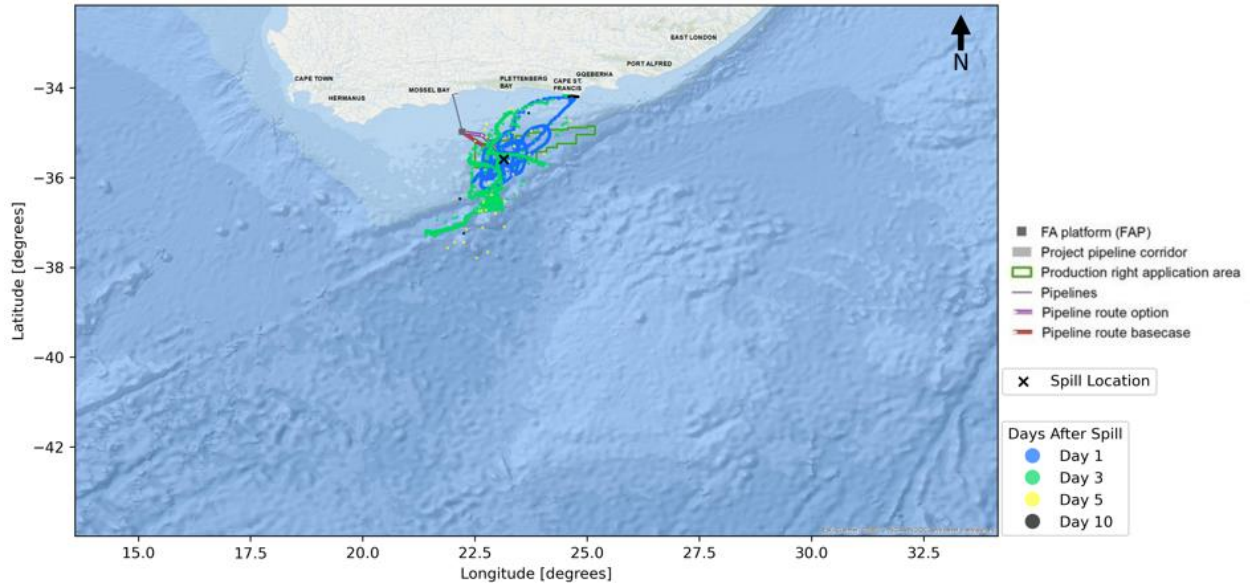 EAST LONDON
PORT ALFRED
GQEBERHA
CAPE ST.
FRANCIS
PLETTENBERG
BAY
CAPE TOWN
MOSSEL BAY
HERMANUS
N
−34
−36
−38
−40
−42
Latitude [degrees]
15.0
17.5
20.0
22.5
25.0
27.5
30.0
32.5
Longitude [degrees]
FA platform (FAP)
Project pipeline corridor
Production right application area
Pipelines
Pipeline route option
Pipeline route basecase
Spill Location
Days After Spill
Day 1
Day 3
Day 5
Day 10